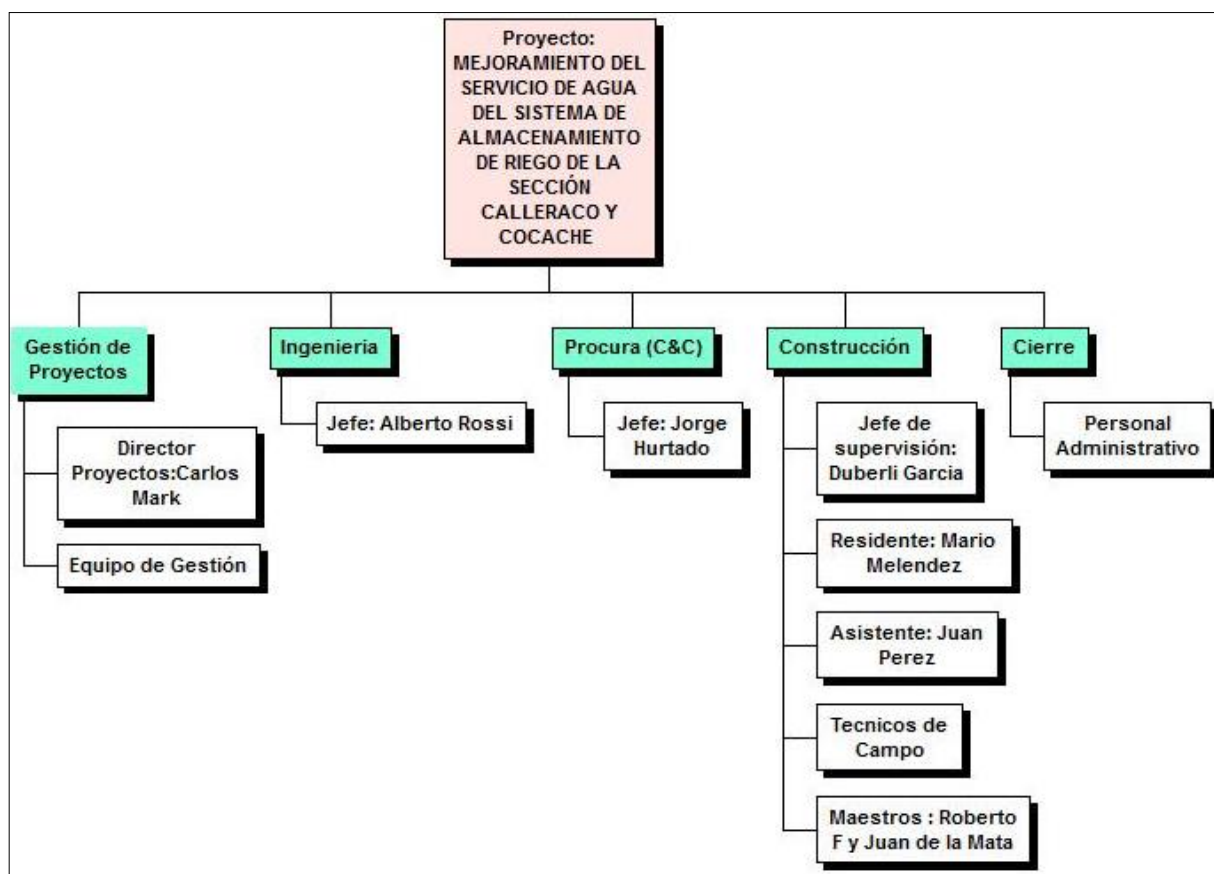 Proyecto:
MEJORAMIENTO DEL
SERVICIO DE AGUA
DEL SISTEMA DE
ALMACENAMIENTO
DE RIEGO DE LA
SECCIÓN
CALLERACO Y
COCACHE
Gestión de
Proyectos
Director
Proyectos:Carlos
Mark
Equipo de Gestión
Ingenieria
Jefe: Alberto Rossi
Procura (C&C)
Jefe: Jorge
Hurtado
Construcción
Jefe de
supervisión:
Duberli Garcia
Residente: Mario
Melendez
Asistente: Juan
Perez
Tecnicos de
Campo
Maestros : Roberto
F y Juan de la Mata
Cierre
Personal
Administrativo